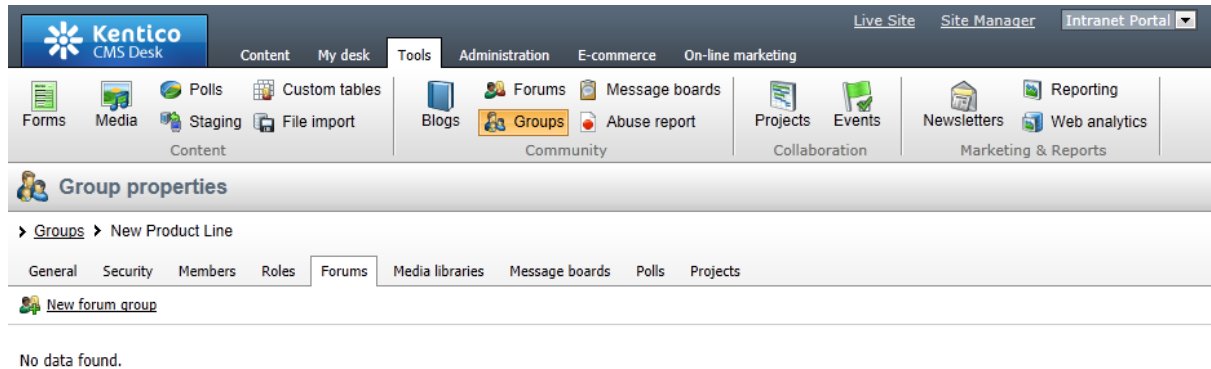 Live Site Site Manager Intranet Portal
Kentico
CMS Desk
Content My desk Tools Administration E-commerce On-line marketing
Forms Media Polls Custom tables Staging File import
Content
Blogs Forums Message boards Groups Abuse report
Community
Projects Events
Collaboration
Newsletters Reporting Web analytics
Marketing & Reports
Group properties
Groups New Product Line
General Security Members Roles Forums Media libraries Message boards Polls Projects
New forum group
No data found.